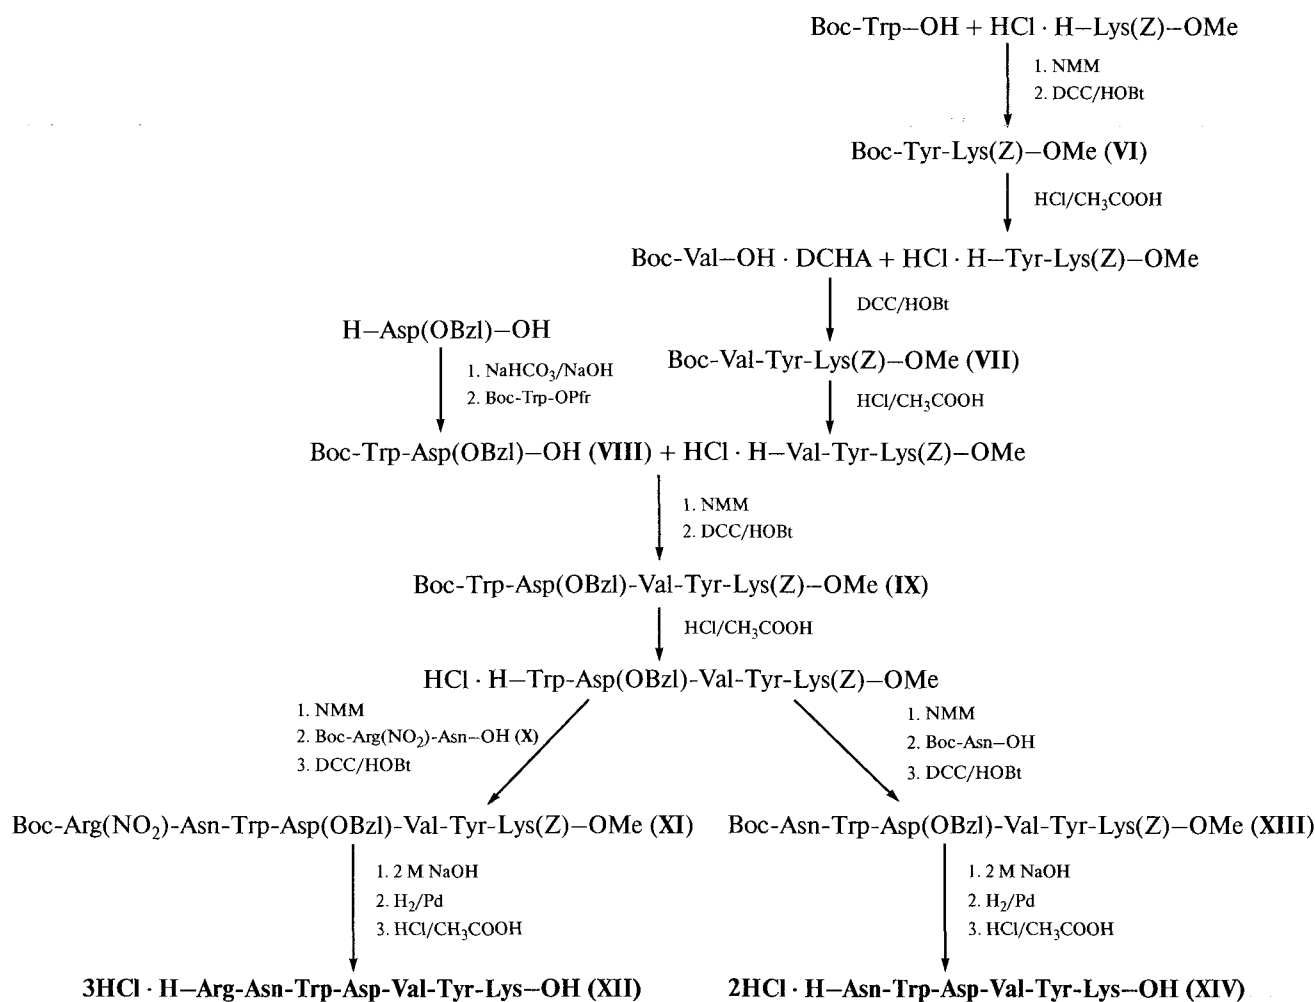 Boc-Trp–OH + HCl · H–Lys(Z)–OMe
1. NMM
2. DCC/HOBt
Boc-Tyr-Lys(Z)–OMe (VI)
HCl/CH₃COOH
Boc-Val–OH · DCHA + HCl · H–Tyr-Lys(Z)–OMe
DCC/HOBt
H–Asp(OBzl)–OH
Boc-Val-Tyr-Lys(Z)–OMe (VII)
1. NaHCO₃/NaOH
2. Boc-Trp-OPfr
HCl/CH₃COOH
Boc-Trp-Asp(OBzl)–OH (VIII) + HCl · H–Val-Tyr-Lys(Z)–OMe
1. NMM
2. DCC/HOBt
Boc-Trp-Asp(OBzl)-Val-Tyr-Lys(Z)–OMe (IX)
HCl/CH₃COOH
HCl · H–Trp-Asp(OBzl)-Val-Tyr-Lys(Z)–OMe
1. NMM
2. Boc-Arg(NO₂)-Asn–OH (X)
3. DCC/HOBt
1. NMM
2. Boc-Asn–OH
3. DCC/HOBt
Boc-Arg(NO₂)-Asn-Trp-Asp(OBzl)-Val-Tyr-Lys(Z)–OMe (XI)
Boc-Asn-Trp-Asp(OBzl)-Val-Tyr-Lys(Z)–OMe (XIII)
1. 2 M NaOH
2. H₂/Pd
3. HCl/CH₃COOH
1. 2 M NaOH
2. H₂/Pd
3. HCl/CH₃COOH
3HCl · H–Arg-Asn-Trp-Asp-Val-Tyr-Lys–OH (XII)
2HCl · H–Asn-Trp-Asp-Val-Tyr-Lys–OH (XIV)